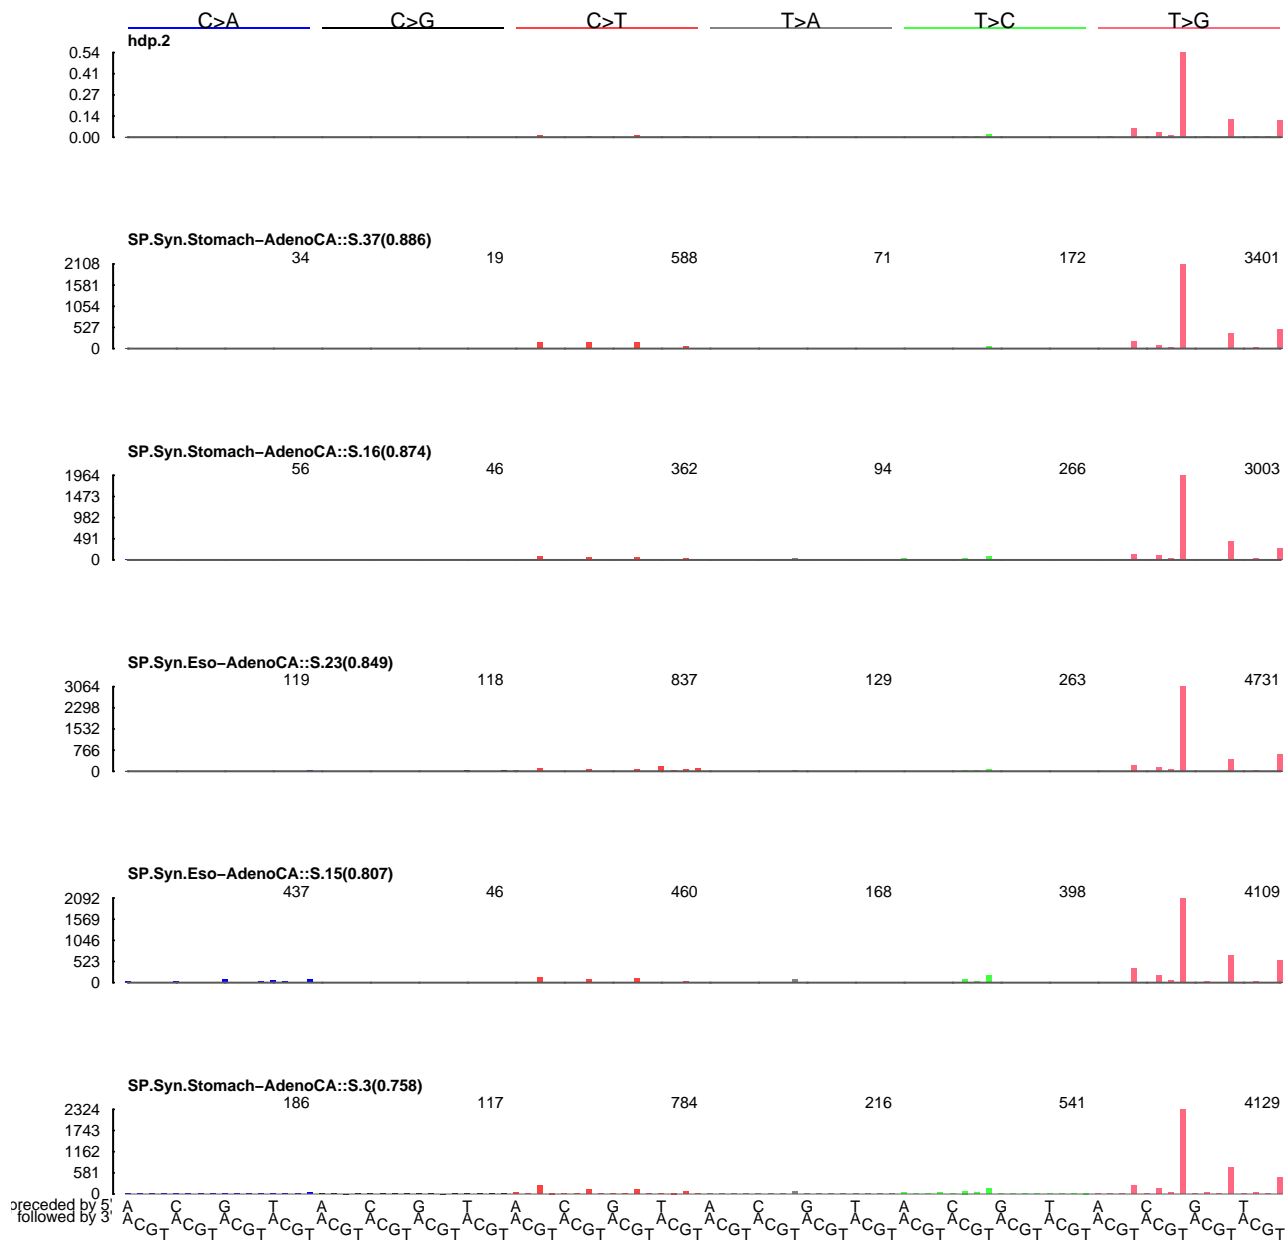 C>A C>G C>T T>A T>C T>G
hdp.2
0.54
0.41
0.27
0.14
0.00
SP.Syn.Stomach−AdenoCA::S.37(0.886)
34 19 588 71 172 3401
2108
1581
1054
527
0
SP.Syn.Stomach−AdenoCA::S.16(0.874)
56 46 362 94 266 3003
1964
1473
982
491
0
SP.Syn.Eso−AdenoCA::S.23(0.849)
119 118 837 129 263 4731
3064
2298
1532
766
0
SP.Syn.Eso−AdenoCA::S.15(0.807)
437 46 460 168 398 4109
2092
1569
1046
523
0
SP.Syn.Stomach−AdenoCA::S.3(0.758)
186 117 784 216 541 4129
2324
1743
1162
581
0
preceded by 5' A C G T A C G T A C G T A C G T A C G T A C G T
followed by 3' A C G T A C G T A C G T A C G T A C G T A C G T A C G T A C G T A C G T A C G T A C G T A C G T A C G T A C G T A C G T A C G T A C G T A C G T A C G T A C G T A C G T A C G T A C G T A C G T